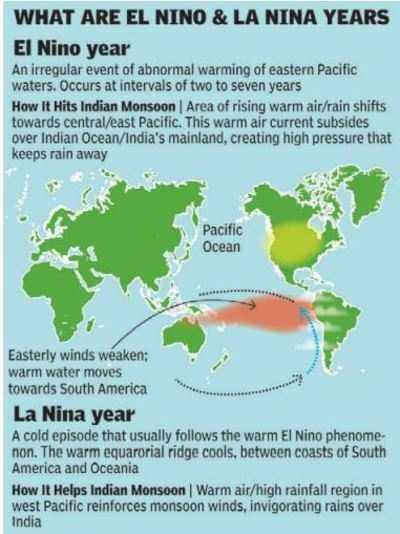 WHAT ARE EL NINO & LA NINA YEARS
El Nino year
An irregular event of abnormal warming of eastern Pacific
waters. Occurs at intervals of two to seven years
How It Hits Indian Monsoon | Area of rising warm air/rain shifts
towards central/east Pacific. This warm air current subsides
over Indian Ocean/India's mainland, creating high pressure that
keeps rain away
Pacific
Ocean
Easterly winds weaken;
warm water moves
towards South America
La Nina year
A cold episode that usually follows the warm El Nino phenome-
non. The warm equarorial ridge cools, between coasts of South
America and Oceania
How It Helps Indian Monsoon | Warm air/high rainfall region in
west Pacific reinforces monsoon winds, invigorating rains over
India